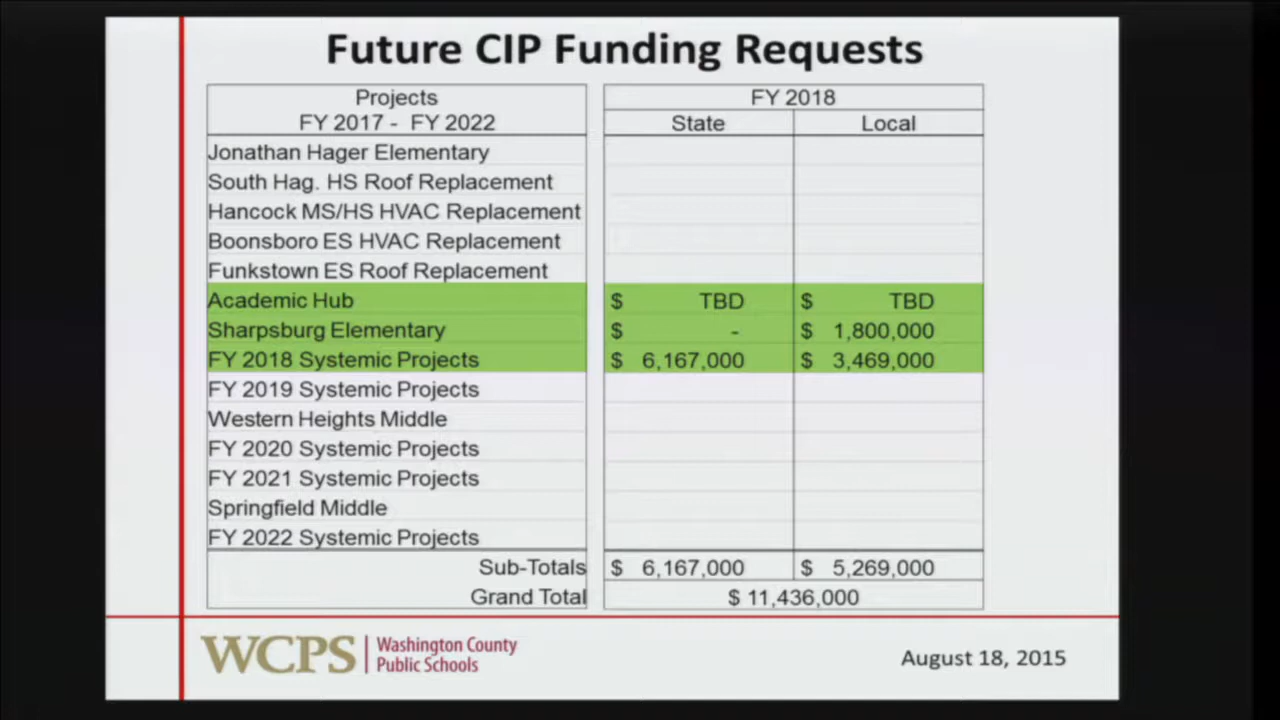 Future CIP Funding Requests
Projects
FY 2017 - FY 2022
FY 2018
State Local
Jonathan Hager Elementary
South Hag. HS Roof Replacement
Hancock MS/HS HVAC Replacement
Boonsboro ES HVAC Replacement
Funkstown ES Roof Replacement
Academic Hub $ TBD $ TBD
Sharpsburg Elementary $ - $ 1,800,000
FY 2018 Systemic Projects $ 6,167,000 $ 3,469,000
FY 2019 Systemic Projects
Western Heights Middle
FY 2020 Systemic Projects
FY 2021 Systemic Projects
Springfield Middle
FY 2022 Systemic Projects
Sub-Totals $ 6,167,000 $ 5,269,000
Grand Total $ 11,436,000
WCPS Washington County
Public Schools
August 18, 2015